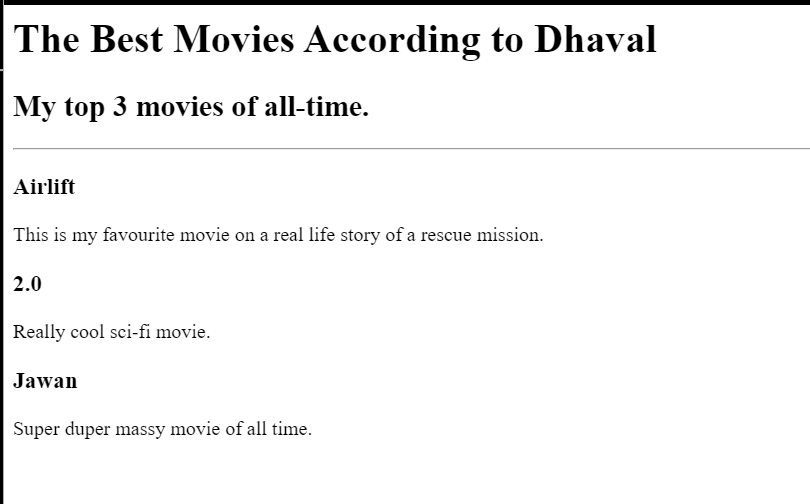 The Best Movies According to Dhaval
My top 3 movies of all-time.
Airlift
This is my favourite movie on a real life story of a rescue mission.
2.0
Really cool sci-fi movie.
Jawan
Super duper massy movie of all time.